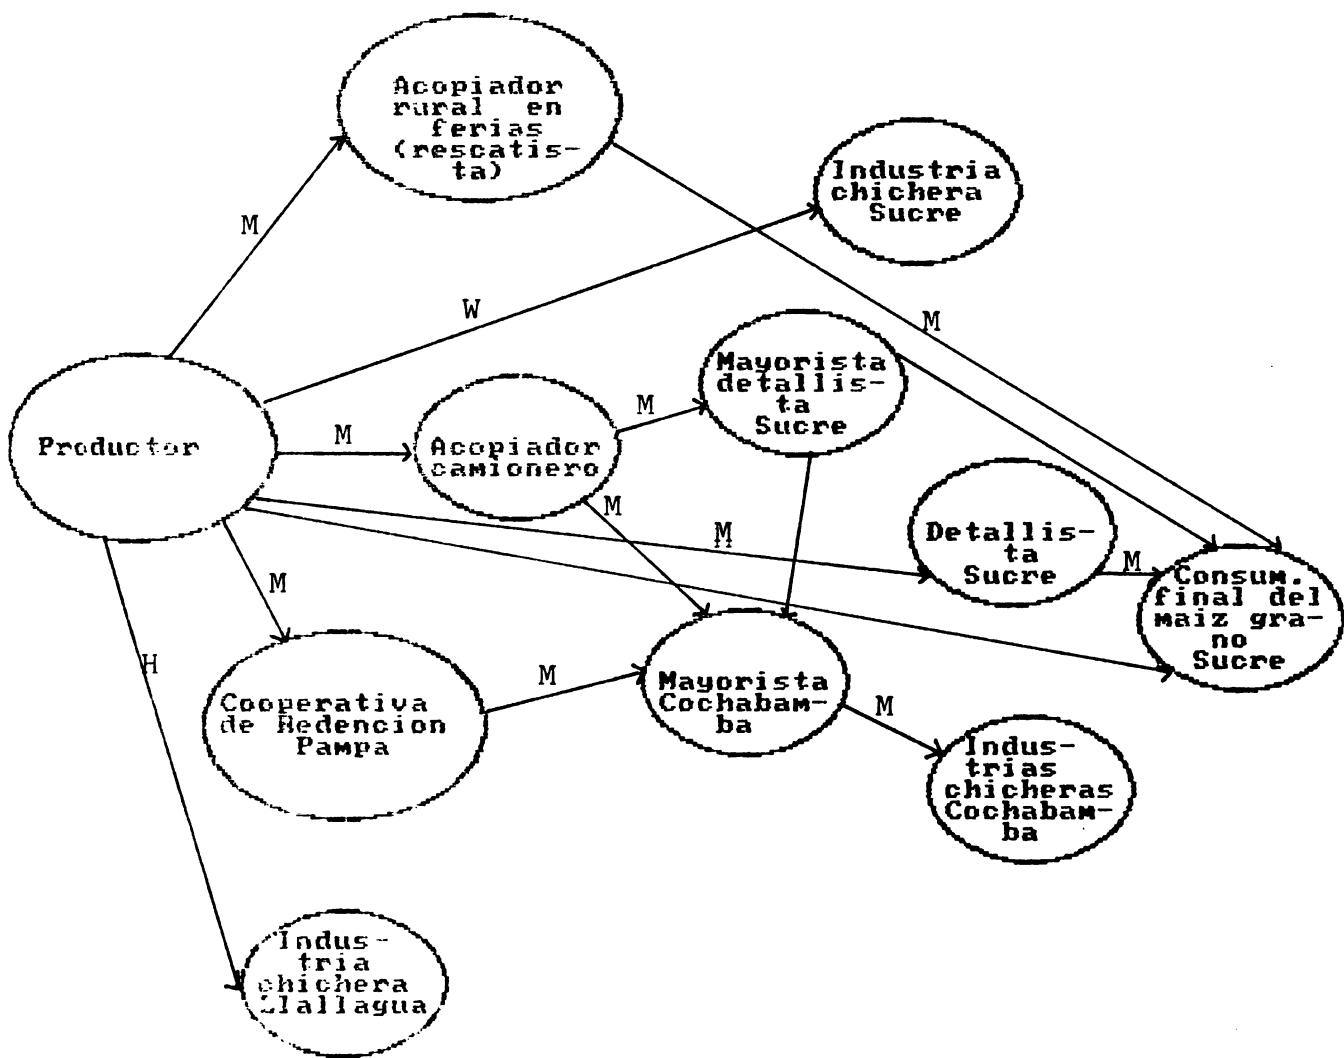 Acopiador
rural en
ferias
(rescatis-
ta)
Industria
chichera
Sucre
M
W
M
Mayorista
detallis-
ta
Sucre
M
Productor
M
Acopiador
camionero
M
M
Detallis-
ta
Sucre
M
Consum.
final del
maiz gra-
no
Sucre
M
H
M
Cooperativa
de Redencion
Pampa
Mayorista
Cochabam-
ba
M
Indus-
trias
chicheras
Cochabam-
ba
Indus-
tria
chichera
Llallagua